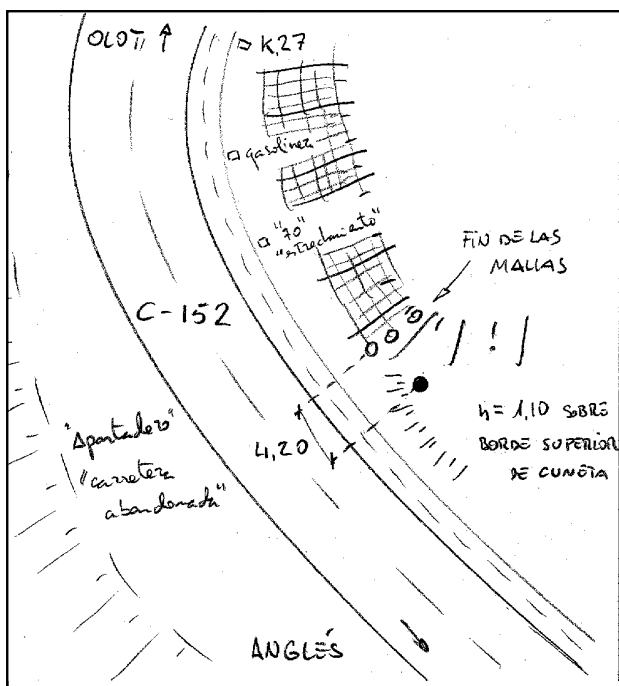 OLOT ↑
K.27
gasolinera
"70"
"estrechamiento"
FIN DE LAS
MALLAS
C-152
!
4,20
h = 1,10 SOBRE
BORDE SUPERIOR
DE CUNETA
"Apartadero"
"carretera
abandonada"
ANGLÉS